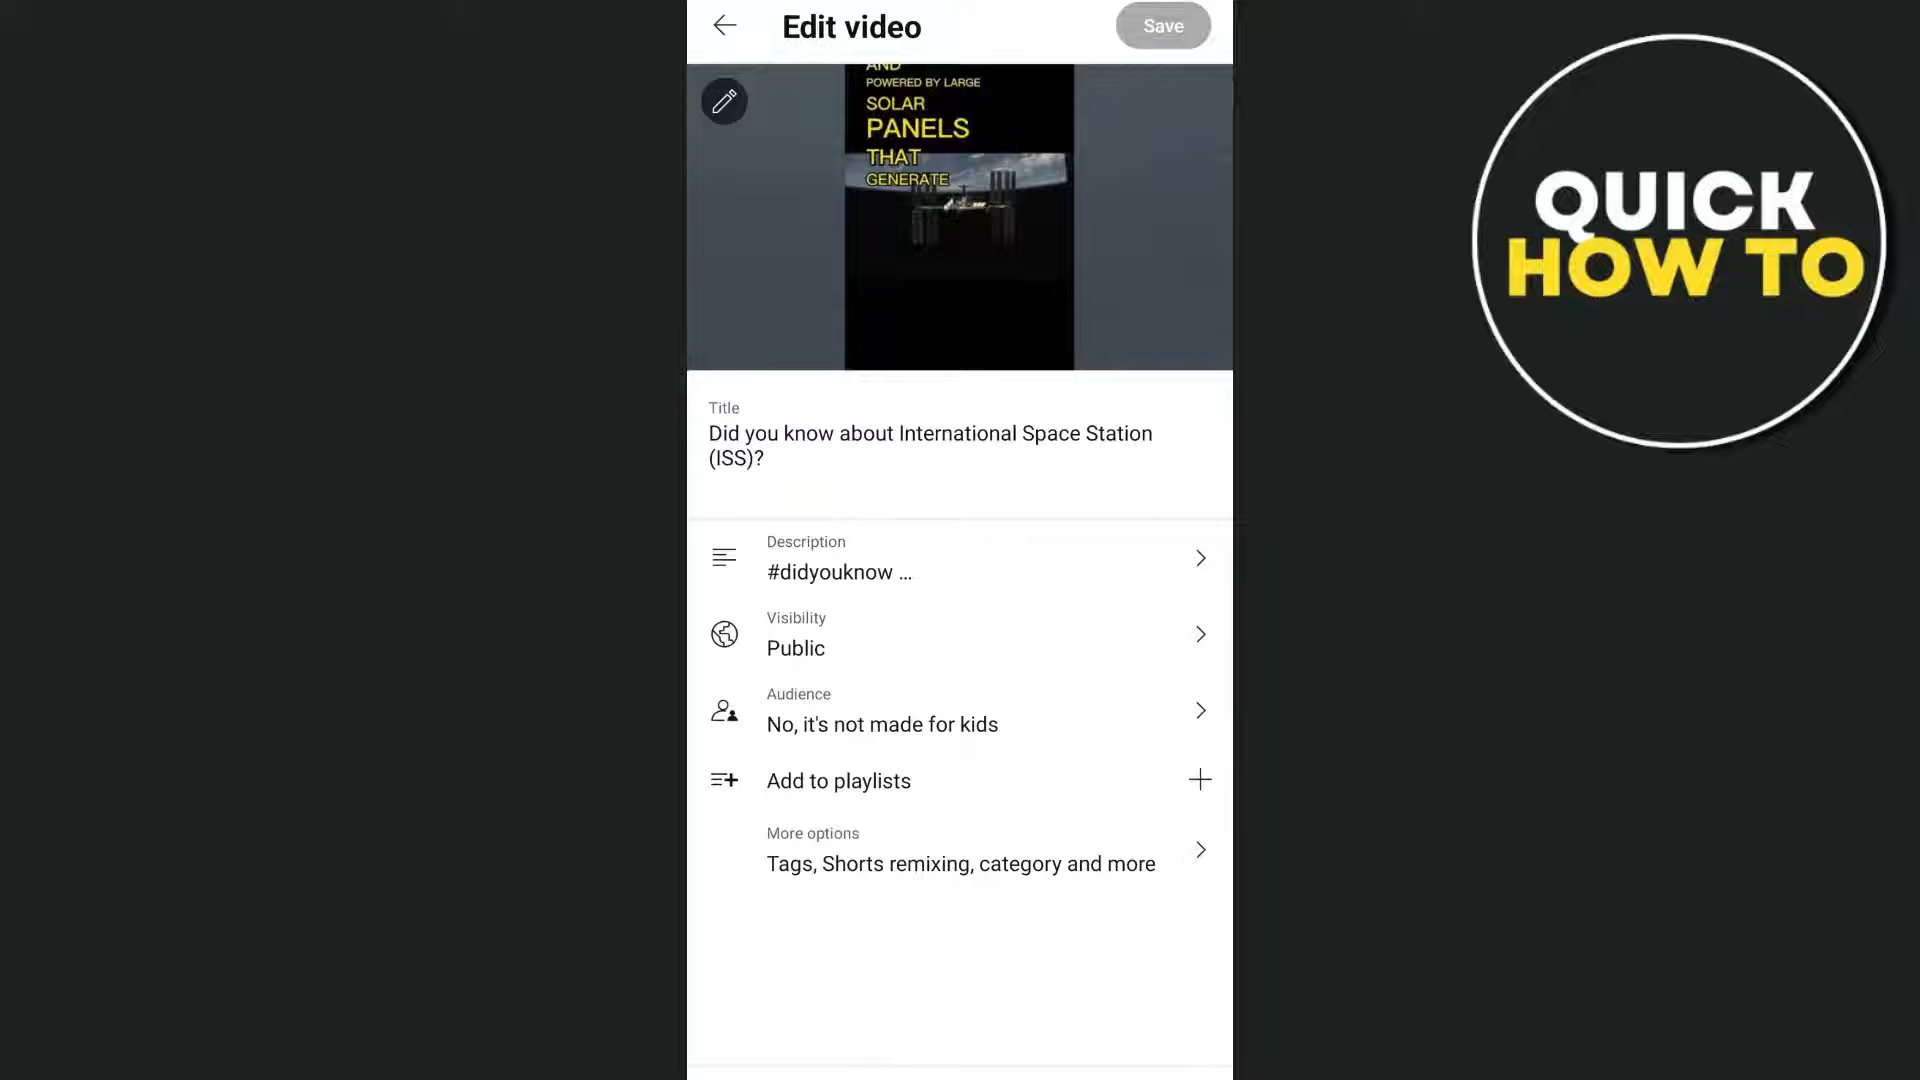 Edit video
Save
AND
POWERED BY LARGE
SOLAR
PANELS
THAT
GENERATE
QUICK
HOW TO
Title
Did you know about International Space Station
(ISS)?
Description
#didyouknow ...
Visibility
Public
Audience
No, it's not made for kids
Add to playlists
More options
Tags, Shorts remixing, category and more